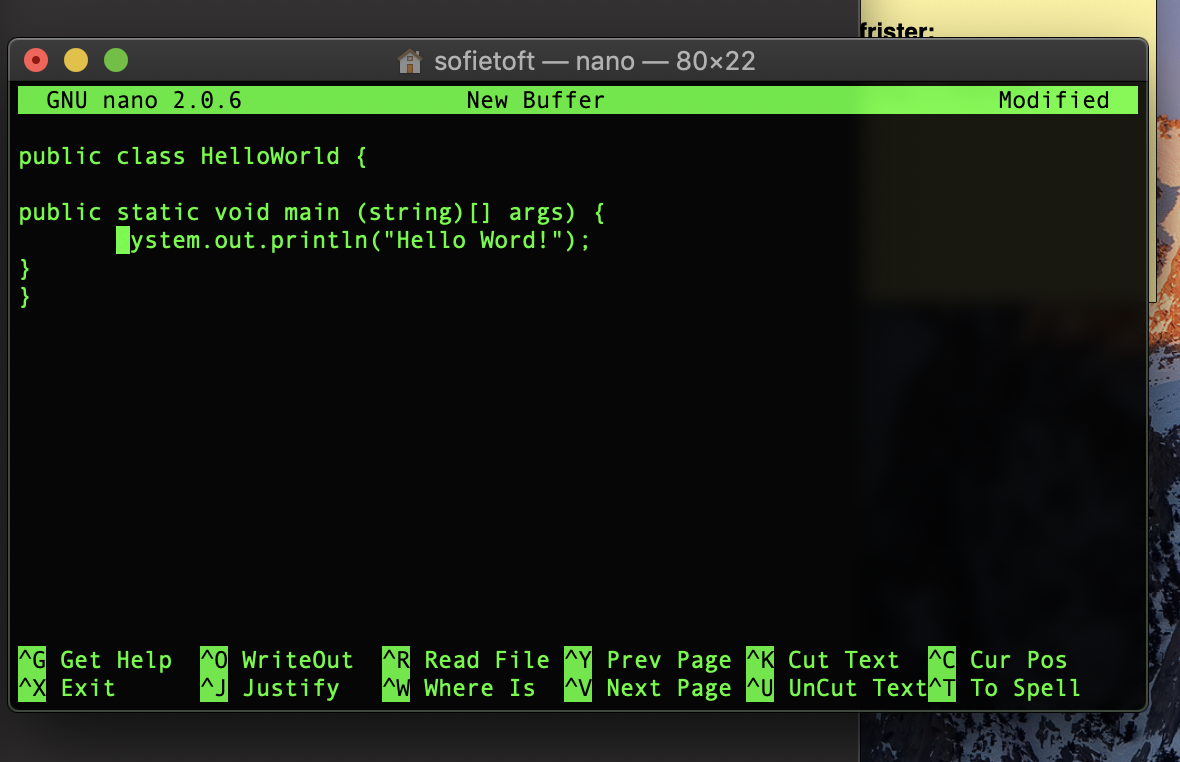 frister:
sofietoft — nano — 80×22
GNU nano 2.0.6 New Buffer Modified
public class HelloWorld {
public static void main (string)[] args) {
ystem.out.println("Hello Word!");
}
}
^G Get Help ^O WriteOut ^R Read File ^Y Prev Page ^K Cut Text ^C Cur Pos
^X Exit ^J Justify ^W Where Is ^V Next Page ^U UnCut Text ^T To Spell